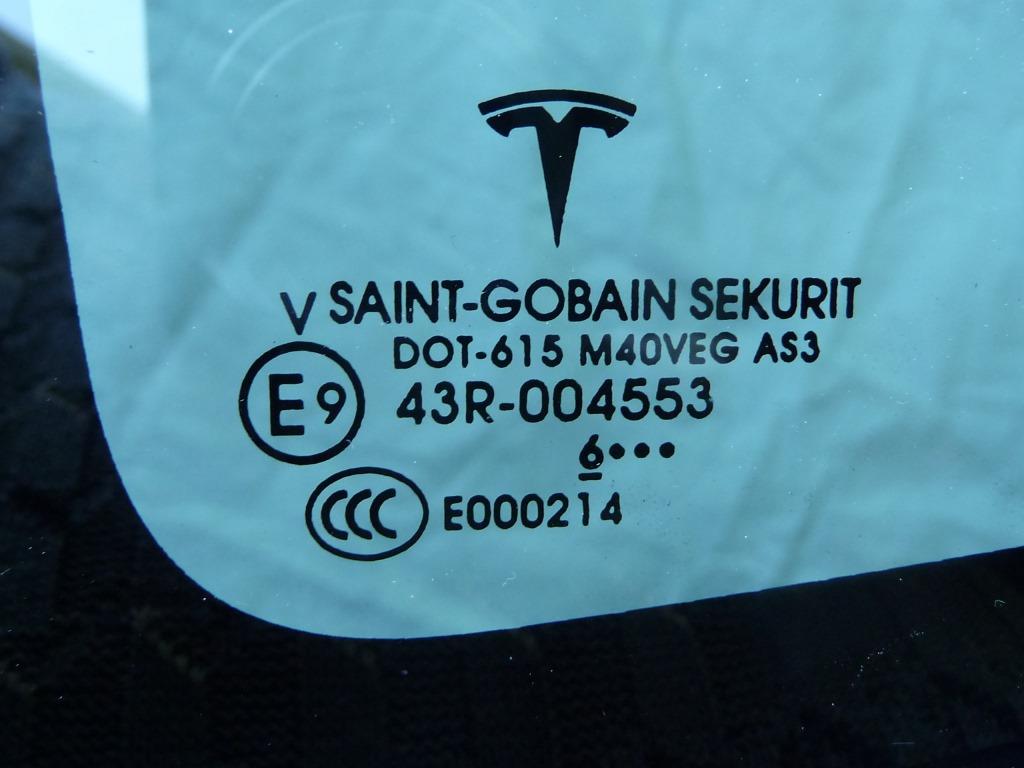 V SAINT-GOBAIN SEKURIT
DOT-615 M40VEG AS3
E9 43R-004553
6•••
CCC E000214